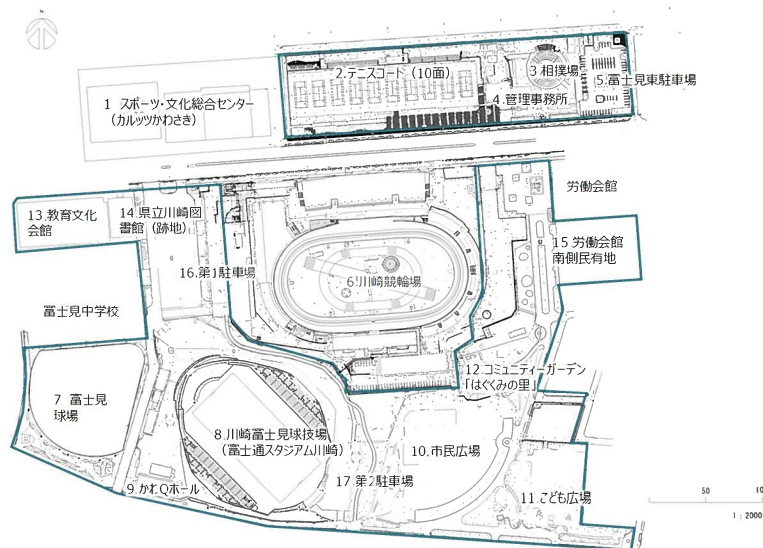 2.テニスコート（10面）
3 相撲場
5.富士見東駐車場
4.管理事務所
1 スポーツ・文化総合センター
（カルッツかわさき）
労働会館
13.教育文化
会館
14.県立川崎図
書館（跡地）
15.労働会館
南側民有地
16.第1駐車場
6 川崎競輪場
富士見中学校
12.コミュニティーガーデン
「はぐくみの里」
7 富士見
球場
8.川崎富士見球技場
（富士通スタジアム川崎）
10.市民広場
9.かわQホール
17.第2駐車場
11.こども広場
50
10
1：2000